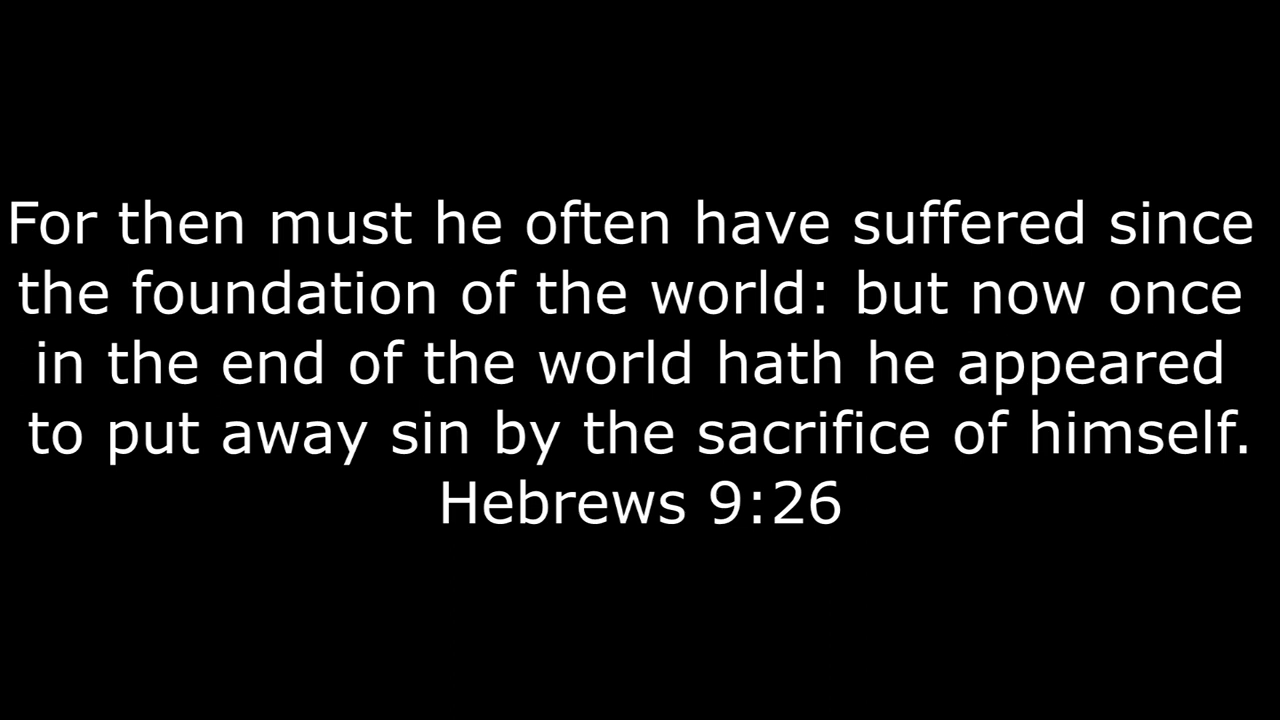 For then must he often have suffered since
the foundation of the world: but now once
in the end of the world hath he appeared
to put away sin by the sacrifice of himself.
Hebrews 9:26